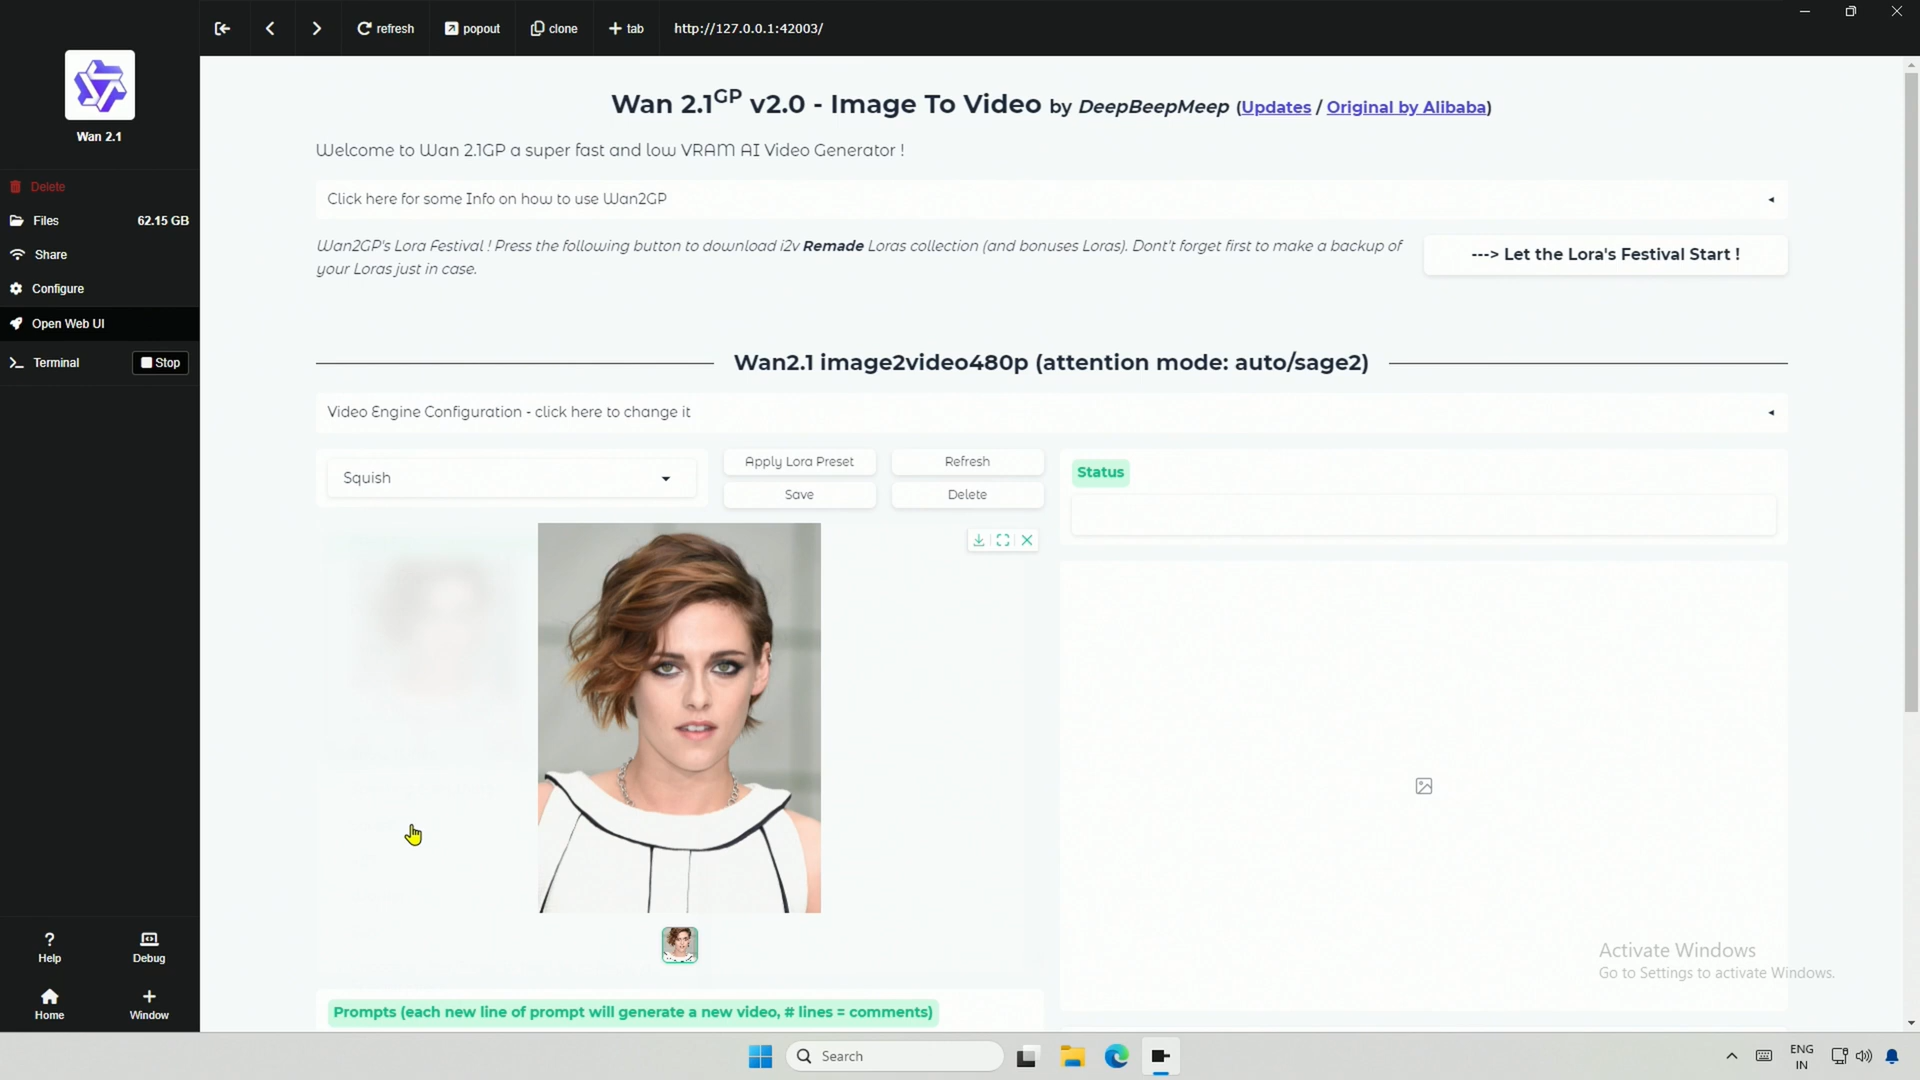 refresh
popout
clone
tab
http://127.0.0.1:42003/
Wan 2.1
Delete
Files 62.15 GB
Share
Configure
Open Web UI
Terminal Stop
Help
Debug
Home
Window
Wan 2.1GP v2.0 - Image To Video by DeepBeepMeep (Updates / Original by Alibaba)
Welcome to Wan 2.1GP a super fast and low VRAM AI Video Generator !
Click here for some Info on how to use Wan2GP
Wan2GP's Lora Festival ! Press the following button to download i2v Remade Loras collection (and bonuses Loras). Dont't forget first to make a backup of
your Loras just in case.
---> Let the Lora's Festival Start !
Wan2.1 image2video480p (attention mode: auto/sage2)
Video Engine Configuration - click here to change it
Squish
Apply Lora Preset
Refresh
Save
Delete
Status
Prompts (each new line of prompt will generate a new video, # lines = comments)
Activate Windows
Go to Settings to activate Windows.
Search
ENG
IN